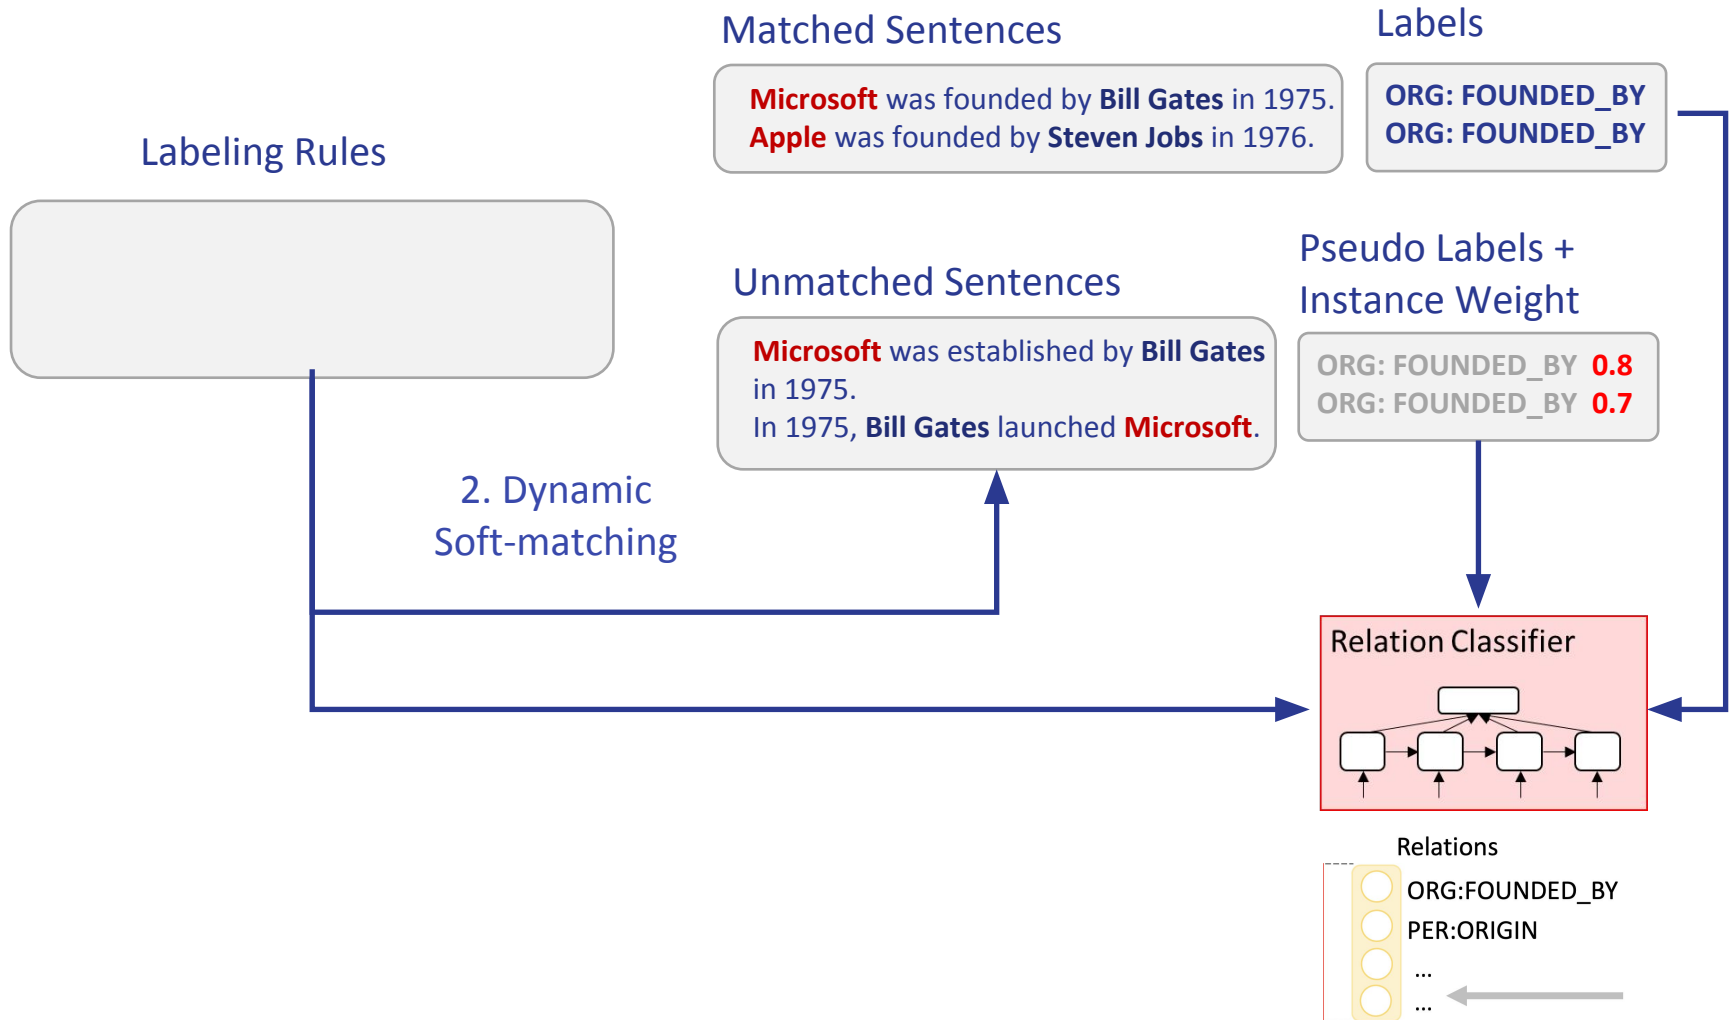 Matched Sentences
Labels
Microsoft was founded by Bill Gates in 1975.
Apple was founded by Steven Jobs in 1976.
ORG: FOUNDED_BY
ORG: FOUNDED_BY
Labeling Rules
Unmatched Sentences
Pseudo Labels +
Instance Weight
Microsoft was established by Bill Gates
in 1975.
In 1975, Bill Gates launched Microsoft.
ORG: FOUNDED_BY 0.8
ORG: FOUNDED_BY 0.7
2. Dynamic
Soft-matching
Relation Classifier
Relations
ORG:FOUNDED_BY
PER:ORIGIN
...
...